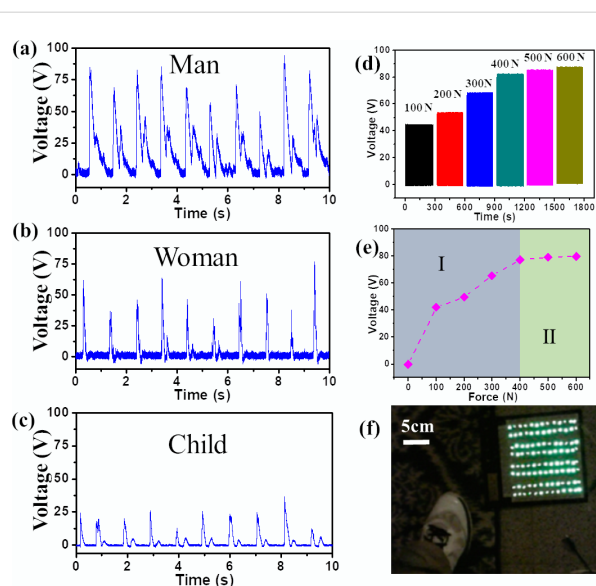 (a)
Man
Voltage (V)
100
75
50
25
0
0 2 4 6 8 10
Time (s)
(b)
Woman
Voltage (V)
100
75
50
25
0
0 2 4 6 8 10
Time (s)
(c)
Child
Voltage (V)
100
75
50
25
0
0 2 4 6 8 10
Time (s)
(d)
100 N 200 N 300N 400 N 500 N 600 N
Voltage (V)
100
80
60
40
20
0
0 300 600 900 1200 1500 1800
Time (s)
(e)
I
II
Voltage (V)
100
80
60
40
20
0
0 100 200 300 400 500 600
Force (N)
(f)
5cm